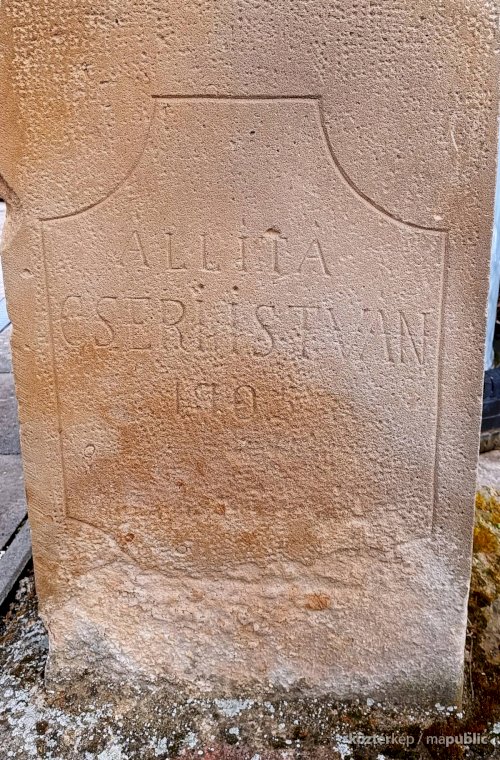 ALLITA
CSERI ISTVAN
köztérkép / mapublic